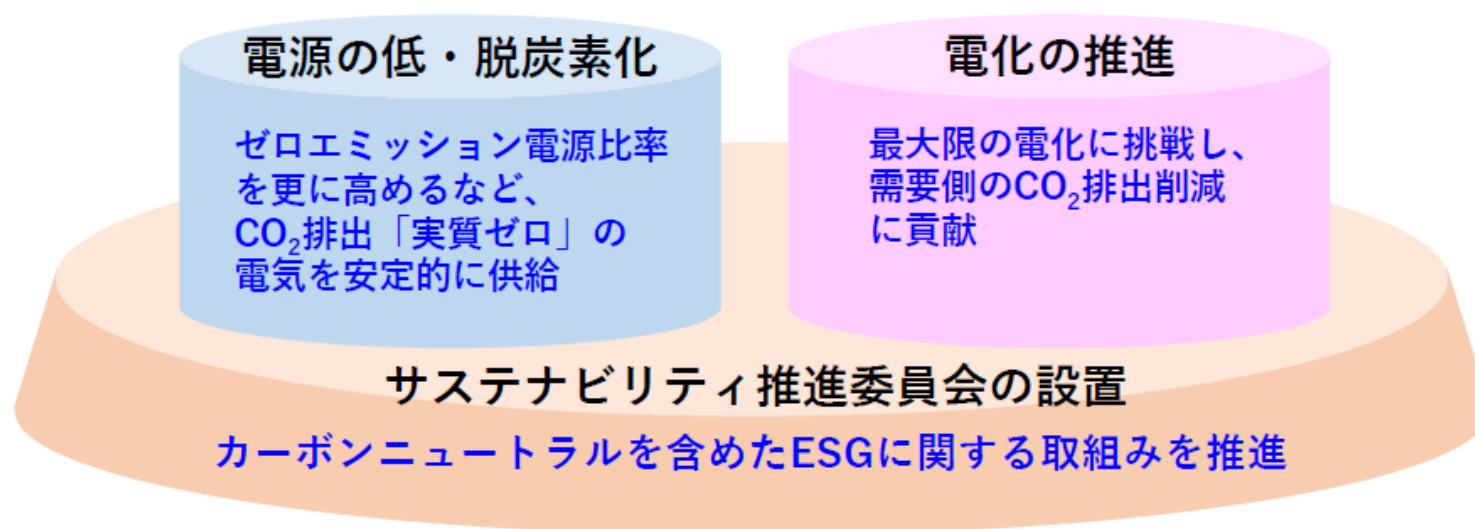 電源の低・脱炭素化
ゼロエミッション電源比率
を更に高めるなど、
CO₂排出「実質ゼロ」の
電気を安定的に供給
電化の推進
最大限の電化に挑戦し、
需要側のCO₂排出削減
に貢献
サステナビリティ推進委員会の設置
カーボンニュートラルを含めたESGに関する取組みを推進